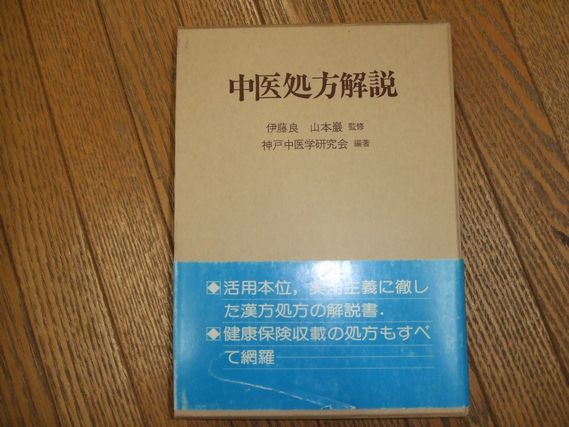 中医処方解説
伊藤良 山本巖 監修
神戸中医学研究会 編著
◆活用本位,実用主義に徹し
た漢方処方の解説書.
◆健康保険収載の処方もすべ
て網羅